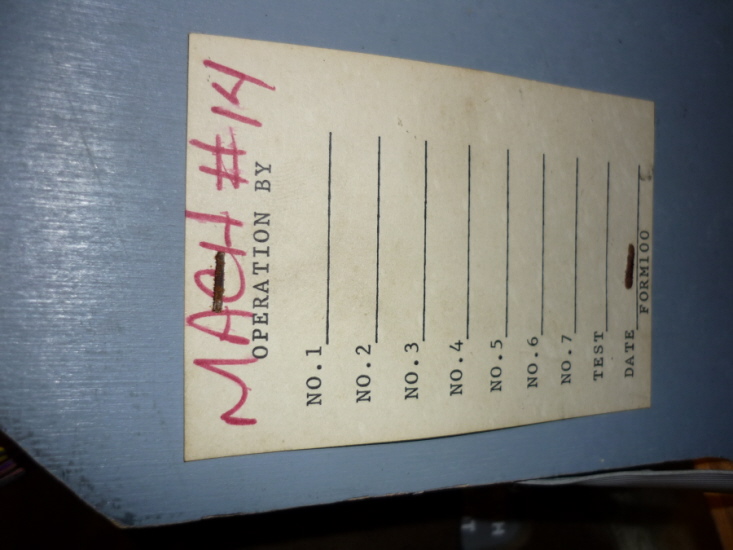 MACH #14
OPERATION BY
NO.1
NO.2
NO.3
NO.4
NO.5
NO.6
NO.7
TEST
DATE
FORM100